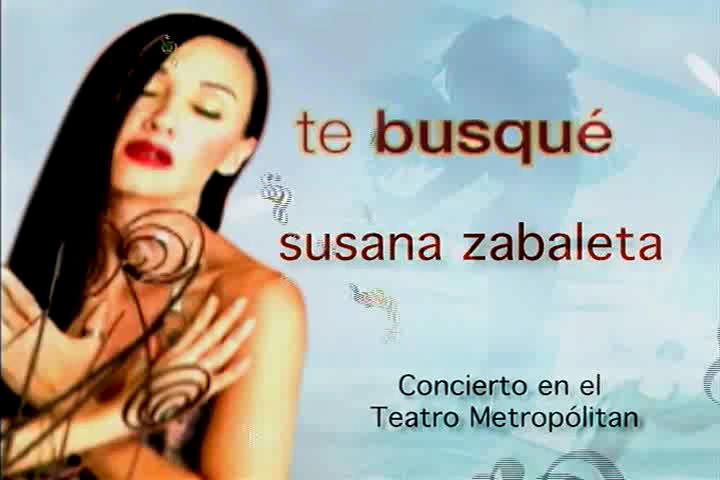 te busqué
susana zabaleta
Concierto en el
Teatro Metropólitan